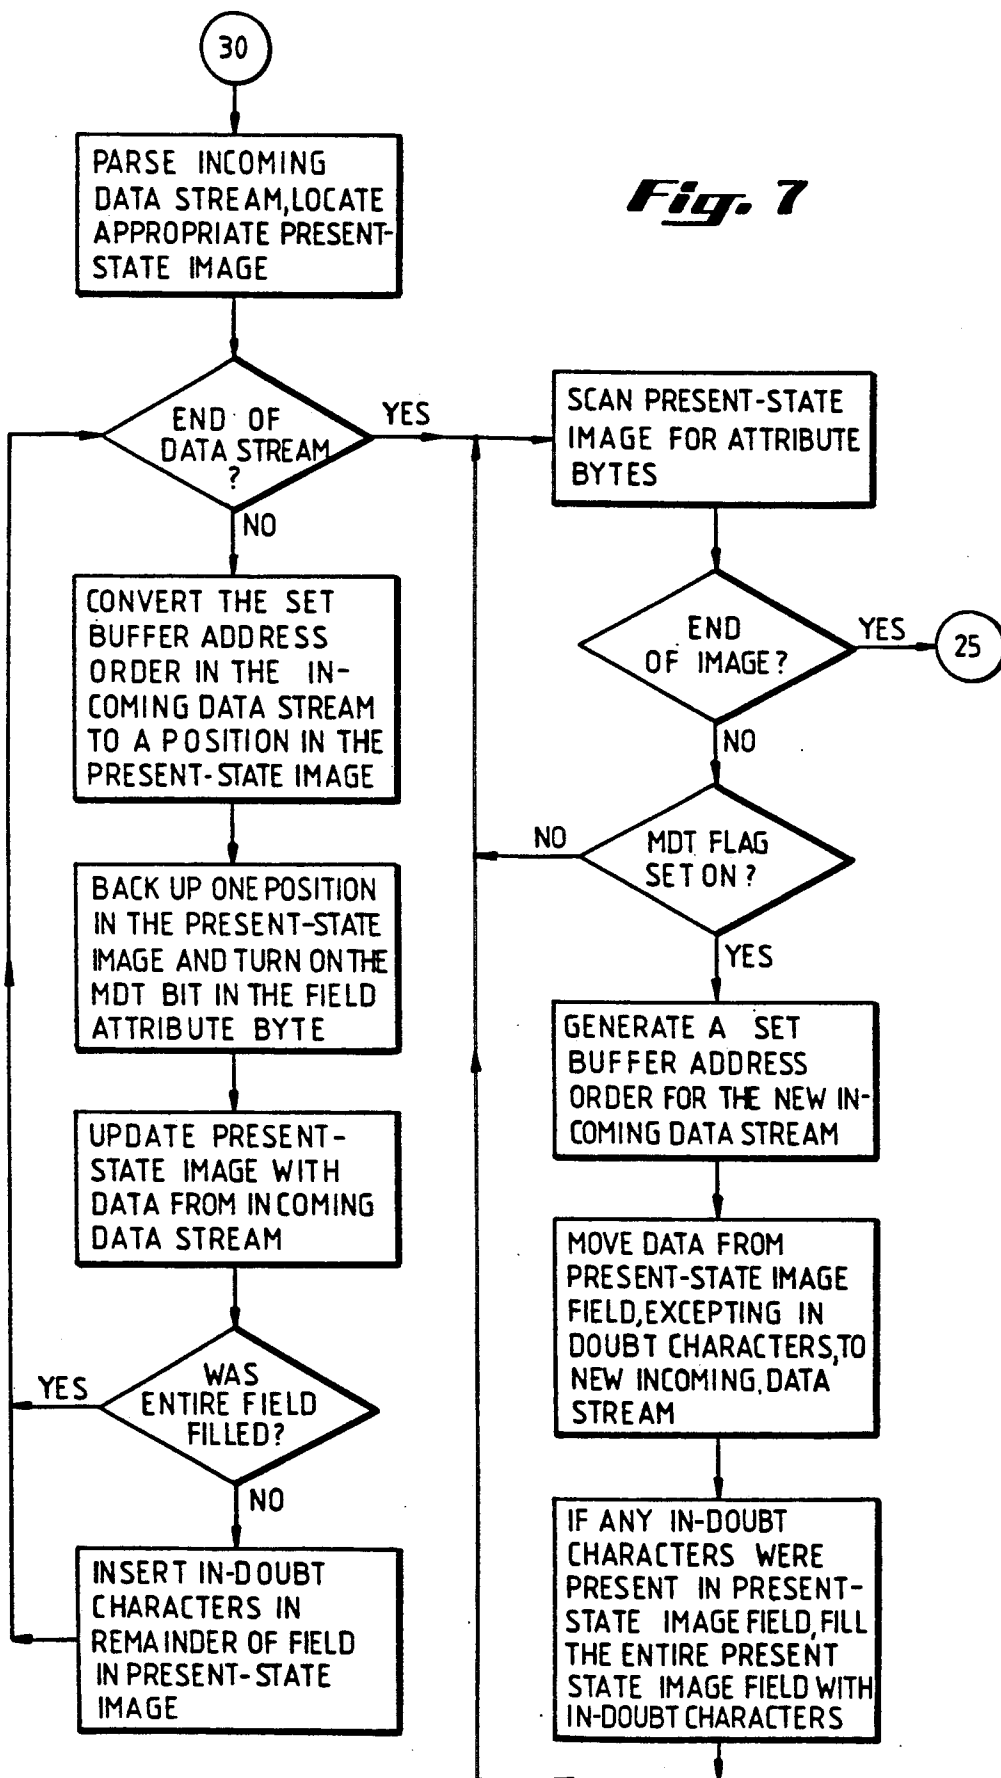 30
PARSE INCOMING
DATA STREAM, LOCATE
APPROPRIATE PRESENT-
STATE IMAGE
Fig. 7
END OF
DATA STREAM
?
YES
NO
CONVERT THE SET
BUFFER ADDRESS
ORDER IN THE IN-
COMING DATA STREAM
TO A POSITION IN THE
PRESENT-STATE IMAGE
BACK UP ONE POSITION
IN THE PRESENT-STATE
IMAGE AND TURN ON THE
MDT BIT IN THE FIELD
ATTRIBUTE BYTE
UPDATE PRESENT-
STATE IMAGE WITH
DATA FROM INCOMING
DATA STREAM
WAS
ENTIRE FIELD
FILLED?
YES
NO
INSERT IN-DOUBT
CHARACTERS IN
REMAINDER OF FIELD
IN PRESENT-STATE
IMAGE
SCAN PRESENT-STATE
IMAGE FOR ATTRIBUTE
BYTES
END
OF IMAGE?
YES
25
NO
MDT FLAG
SET ON?
NO
YES
GENERATE A SET
BUFFER ADDRESS
ORDER FOR THE NEW IN-
COMING DATA STREAM
MOVE DATA FROM
PRESENT-STATE IMAGE
FIELD, EXCEPTING IN
DOUBT CHARACTERS, TO
NEW INCOMING, DATA
STREAM
IF ANY IN-DOUBT
CHARACTERS WERE
PRESENT IN PRESENT-
STATE IMAGE FIELD, FILL
THE ENTIRE PRESENT
STATE IMAGE FIELD WITH
IN-DOUBT CHARACTERS